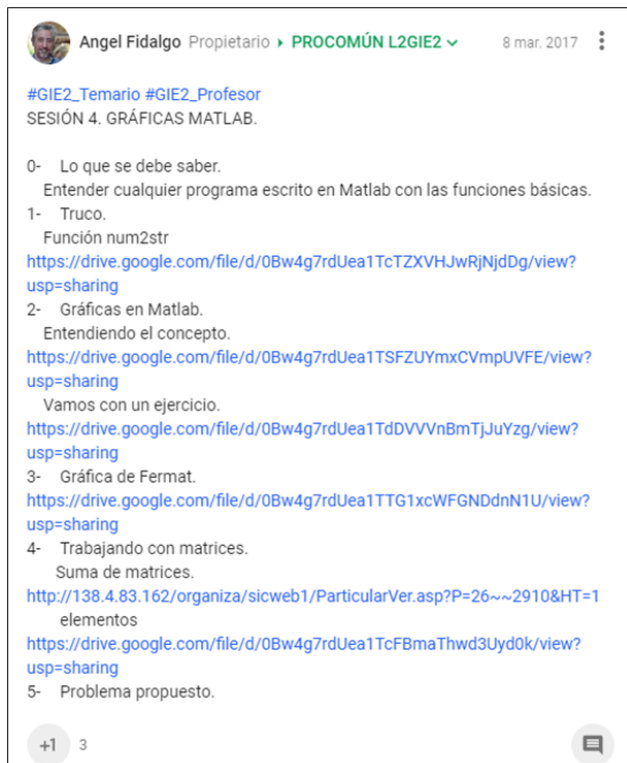 Angel Fidalgo Propietario PROCOMÚN L2GIE2 8 mar. 2017
#GIE2_Temario #GIE2_Profesor
SESIÓN 4. GRÁFICAS MATLAB.
0- Lo que se debe saber.
Entender cualquier programa escrito en Matlab con las funciones básicas.
1- Truco.
Función num2str
https://drive.google.com/file/d/0Bw4g7rdUea1TcTZXVHJwRjNjdDg/view?
usp=sharing
2- Gráficas en Matlab.
Entendiendo el concepto.
https://drive.google.com/file/d/0Bw4g7rdUea1TSFZUYmxCVmpUVFE/view?
usp=sharing
Vamos con un ejercicio.
https://drive.google.com/file/d/0Bw4g7rdUea1TdDVVVnBmTjJuYzg/view?
usp=sharing
3- Gráfica de Fermat.
https://drive.google.com/file/d/0Bw4g7rdUea1TTG1xcWFGNDdnN1U/view?
usp=sharing
4- Trabajando con matrices.
Suma de matrices.
http://138.4.83.162/organiza/sicweb1/ParticularVer.asp?P=26~~2910&HT=1
elementos
https://drive.google.com/file/d/0Bw4g7rdUea1TcFBmaThwd3Uyd0k/view?
usp=sharing
5- Problema propuesto.
+1 3